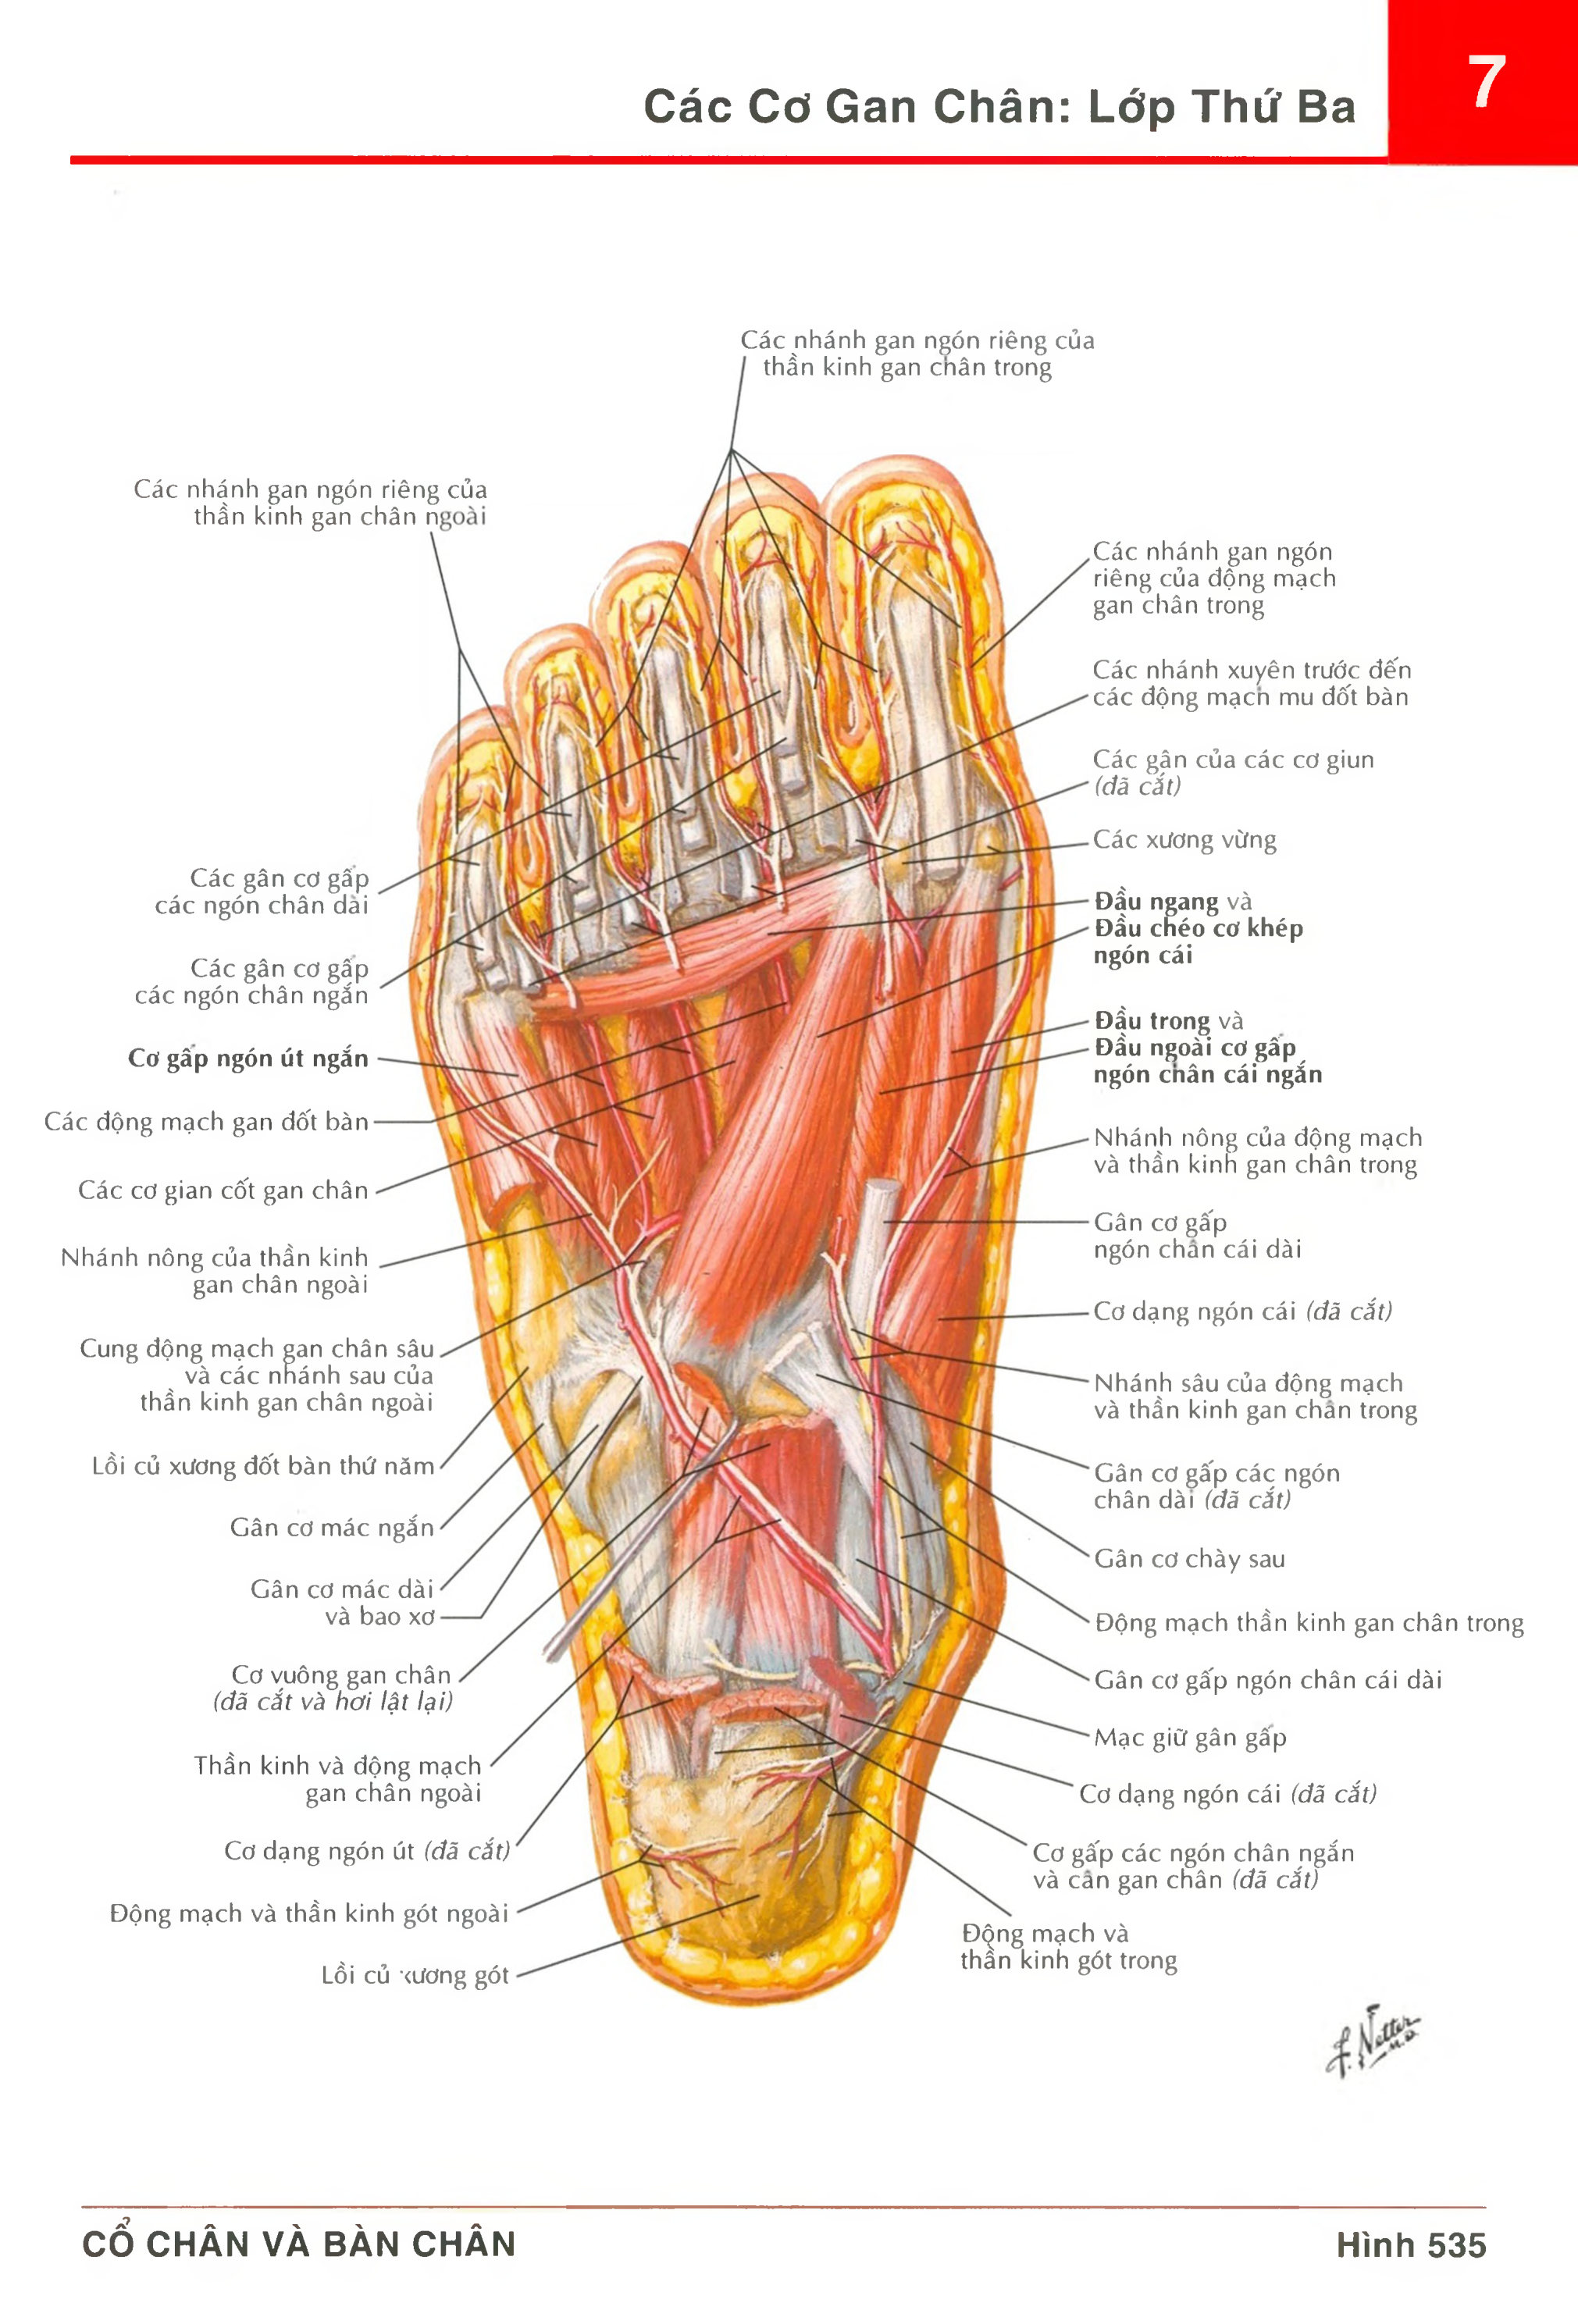 7
Các Cơ Gan Chân: Lớp Thứ Ba
Các nhánh gan ngón riêng của
thần kinh gan chân trong
Các nhánh gan ngón riêng của
thần kinh gan chân ngoài
Các gân cơ gấp
các ngón chân dài
Các gân cơ gấp
các ngón chân ngắn
Cơ gấp ngón út ngắn
Các động mạch gan đốt bàn
Các cơ gian cốt gan chân
Nhánh nông của thần kinh
gan chân ngoài
Cung động mạch gan chân sâu
và các nhánh sau của
thần kinh gan chân ngoài
Lồi củ xương đốt bàn thứ năm
Gân cơ mác ngắn
Gân cơ mác dài
và bao xơ
Cơ vuông gan chân
(đã cắt và hơi lật lại)
Thần kinh và động mạch
gan chân ngoài
Cơ dạng ngón út (đã cắt)
Động mạch và thần kinh gót ngoài
Lồi củ xương gót
Các nhánh gan ngón
riêng của động mạch
gan chân trong
Các nhánh xuyên trước đến
các động mạch mu đốt bàn
Các gân của các cơ giun
(đã cắt)
Các xương vừng
Đầu ngang và
Đầu chéo cơ khép
ngón cái
Đầu trong và
Đầu ngoài cơ gấp
ngón chân cái ngắn
Nhánh nông của động mạch
và thần kinh gan chân trong
Gân cơ gấp
ngón chân cái dài
Cơ dạng ngón cái (đã cắt)
Nhánh sâu của động mạch
và thần kinh gan chân trong
Gân cơ gấp các ngón
chân dài (đã cắt)
Gân cơ chày sau
Động mạch thần kinh gan chân trong
Gân cơ gấp ngón chân cái dài
Mạc giữ gân gấp
Cơ dạng ngón cái (đã cắt)
Cơ gấp các ngón chân ngắn
và cân gan chân (đã cắt)
Động mạch và
thần kinh gót trong
F. Netter
M.D.
CỔ CHÂN VÀ BÀN CHÂN
Hình 535